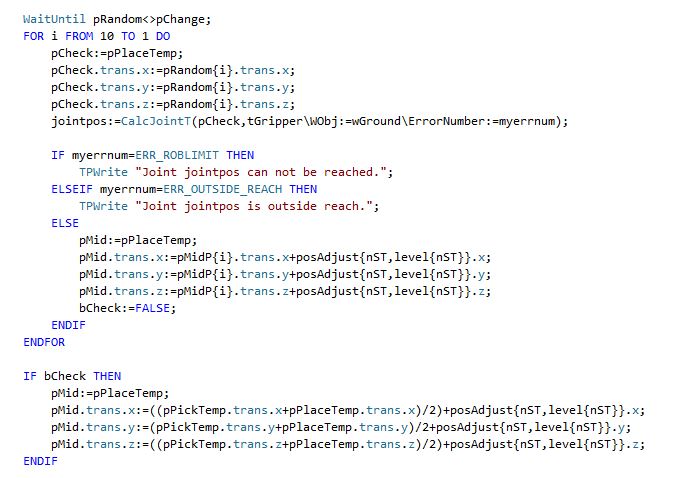 WaitUntil pRandom<>pChange;
FOR i FROM 10 TO 1 DO
    pCheck:=pPlaceTemp;
    pCheck.trans.x:=pRandom{i}.trans.x;
    pCheck.trans.y:=pRandom{i}.trans.y;
    pCheck.trans.z:=pRandom{i}.trans.z;
    jointpos:=CalcJointT(pCheck,tGripper\WObj:=wGround\ErrorNumber:=myerrnum);

    IF myerrnum=ERR_ROBLIMIT THEN
        TPWrite "Joint jointpos can not be reached.";
    ELSEIF myerrnum=ERR_OUTSIDE_REACH THEN
        TPWrite "Joint jointpos is outside reach.";
    ELSE
        pMid:=pPlaceTemp;
        pMid.trans.x:=pMidP{i}.trans.x+posAdjust{nST,level{nST}}.x;
        pMid.trans.y:=pMidP{i}.trans.y+posAdjust{nST,level{nST}}.y;
        pMid.trans.z:=pMidP{i}.trans.z+posAdjust{nST,level{nST}}.z;
        bCheck:=FALSE;
    ENDIF
ENDFOR

IF bCheck THEN
    pMid:=pPlaceTemp;
    pMid.trans.x:=((pPickTemp.trans.x+pPlaceTemp.trans.x)/2)+posAdjust{nST,level{nST}}.x;
    pMid.trans.y:=(pPickTemp.trans.y+pPlaceTemp.trans.y)/2+posAdjust{nST,level{nST}}.y;
    pMid.trans.z:=((pPickTemp.trans.z+pPlaceTemp.trans.z)/2)+posAdjust{nST,level{nST}}.z;
ENDIF